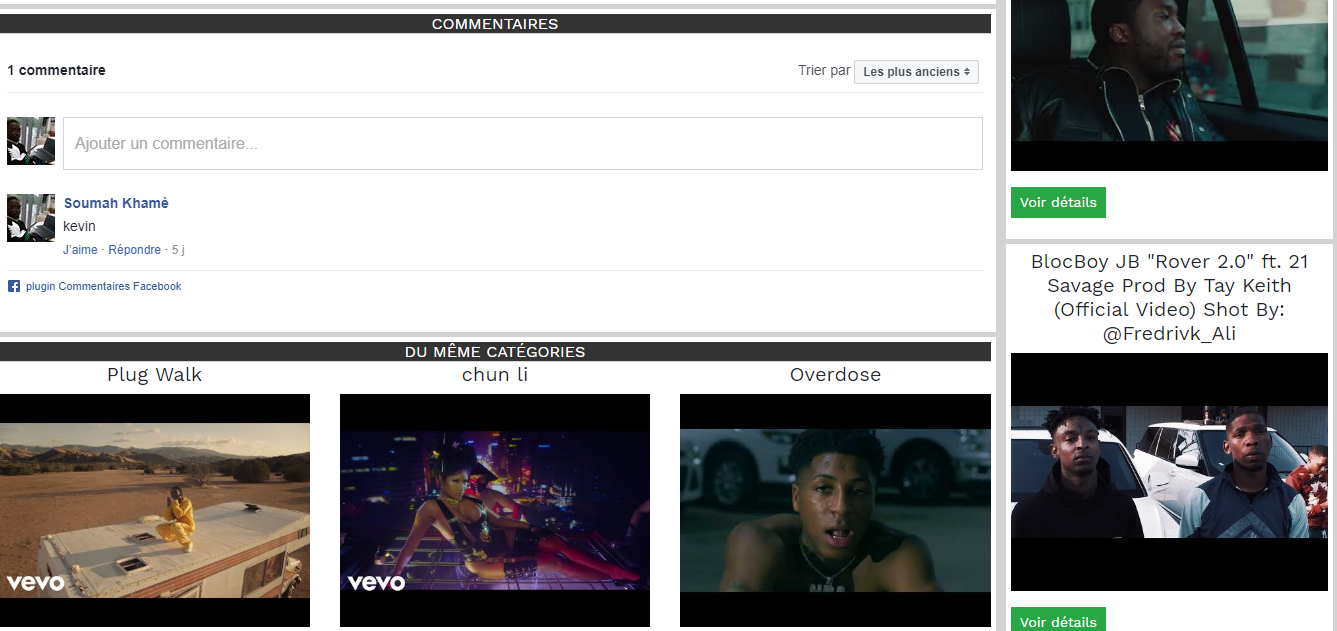 COMMENTAIRES
1 commentaire
Trier par Les plus anciens
Ajouter un commentaire...
Soumah Khamè
kevin
J'aime · Répondre · 5 j
plugin Commentaires Facebook
DU MÊME CATÉGORIES
Plug Walk
vevo
chun li
vevo
Overdose
Voir détails
BlocBoy JB "Rover 2.0" ft. 21
Savage Prod By Tay Keith
(Official Video) Shot By:
@Fredrivk_Ali
Voir détails